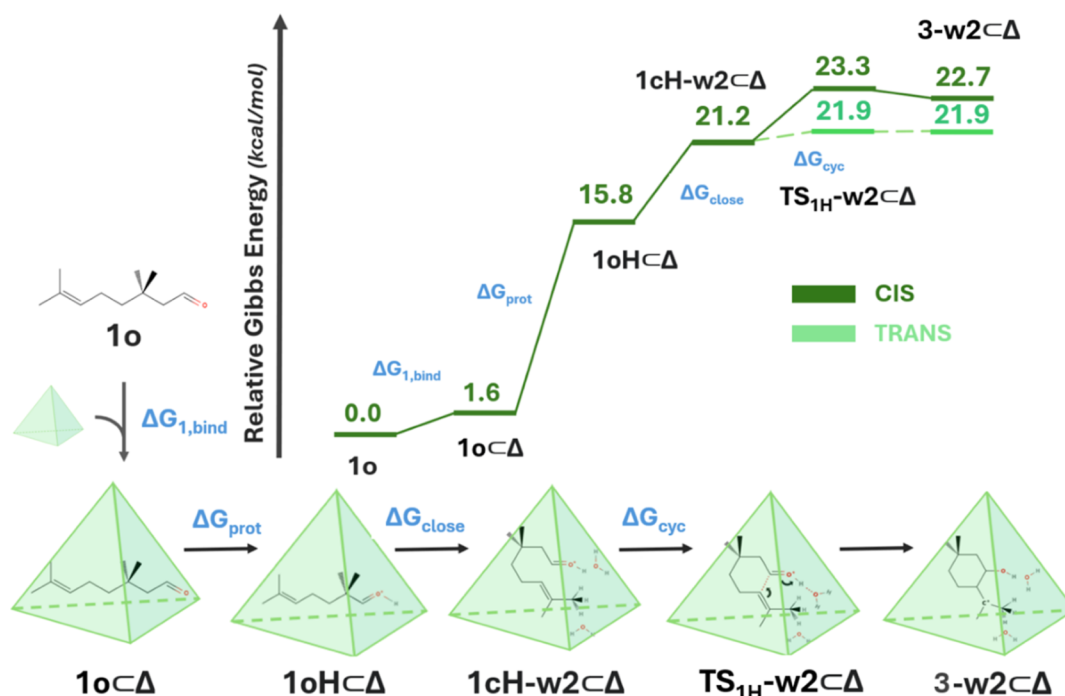 3-w2⊂Δ
23.3
22.7
1cH-w2⊂Δ
21.2
21.9
21.9
ΔGcyc
TS1H-w2⊂Δ
ΔGclose
15.8
1oH⊂Δ
ΔGprot
CIS
TRANS
ΔG1,bind
1.6
0.0
1o⊂Δ
1o
Relative Gibbs Energy (kcal/mol)
o
1o
ΔG1,bind
ΔGprot
ΔGclose
ΔGcyc
1o⊂Δ
1oH⊂Δ
1cH-w2⊂Δ
TS1H-w2⊂Δ
3-w2⊂Δ